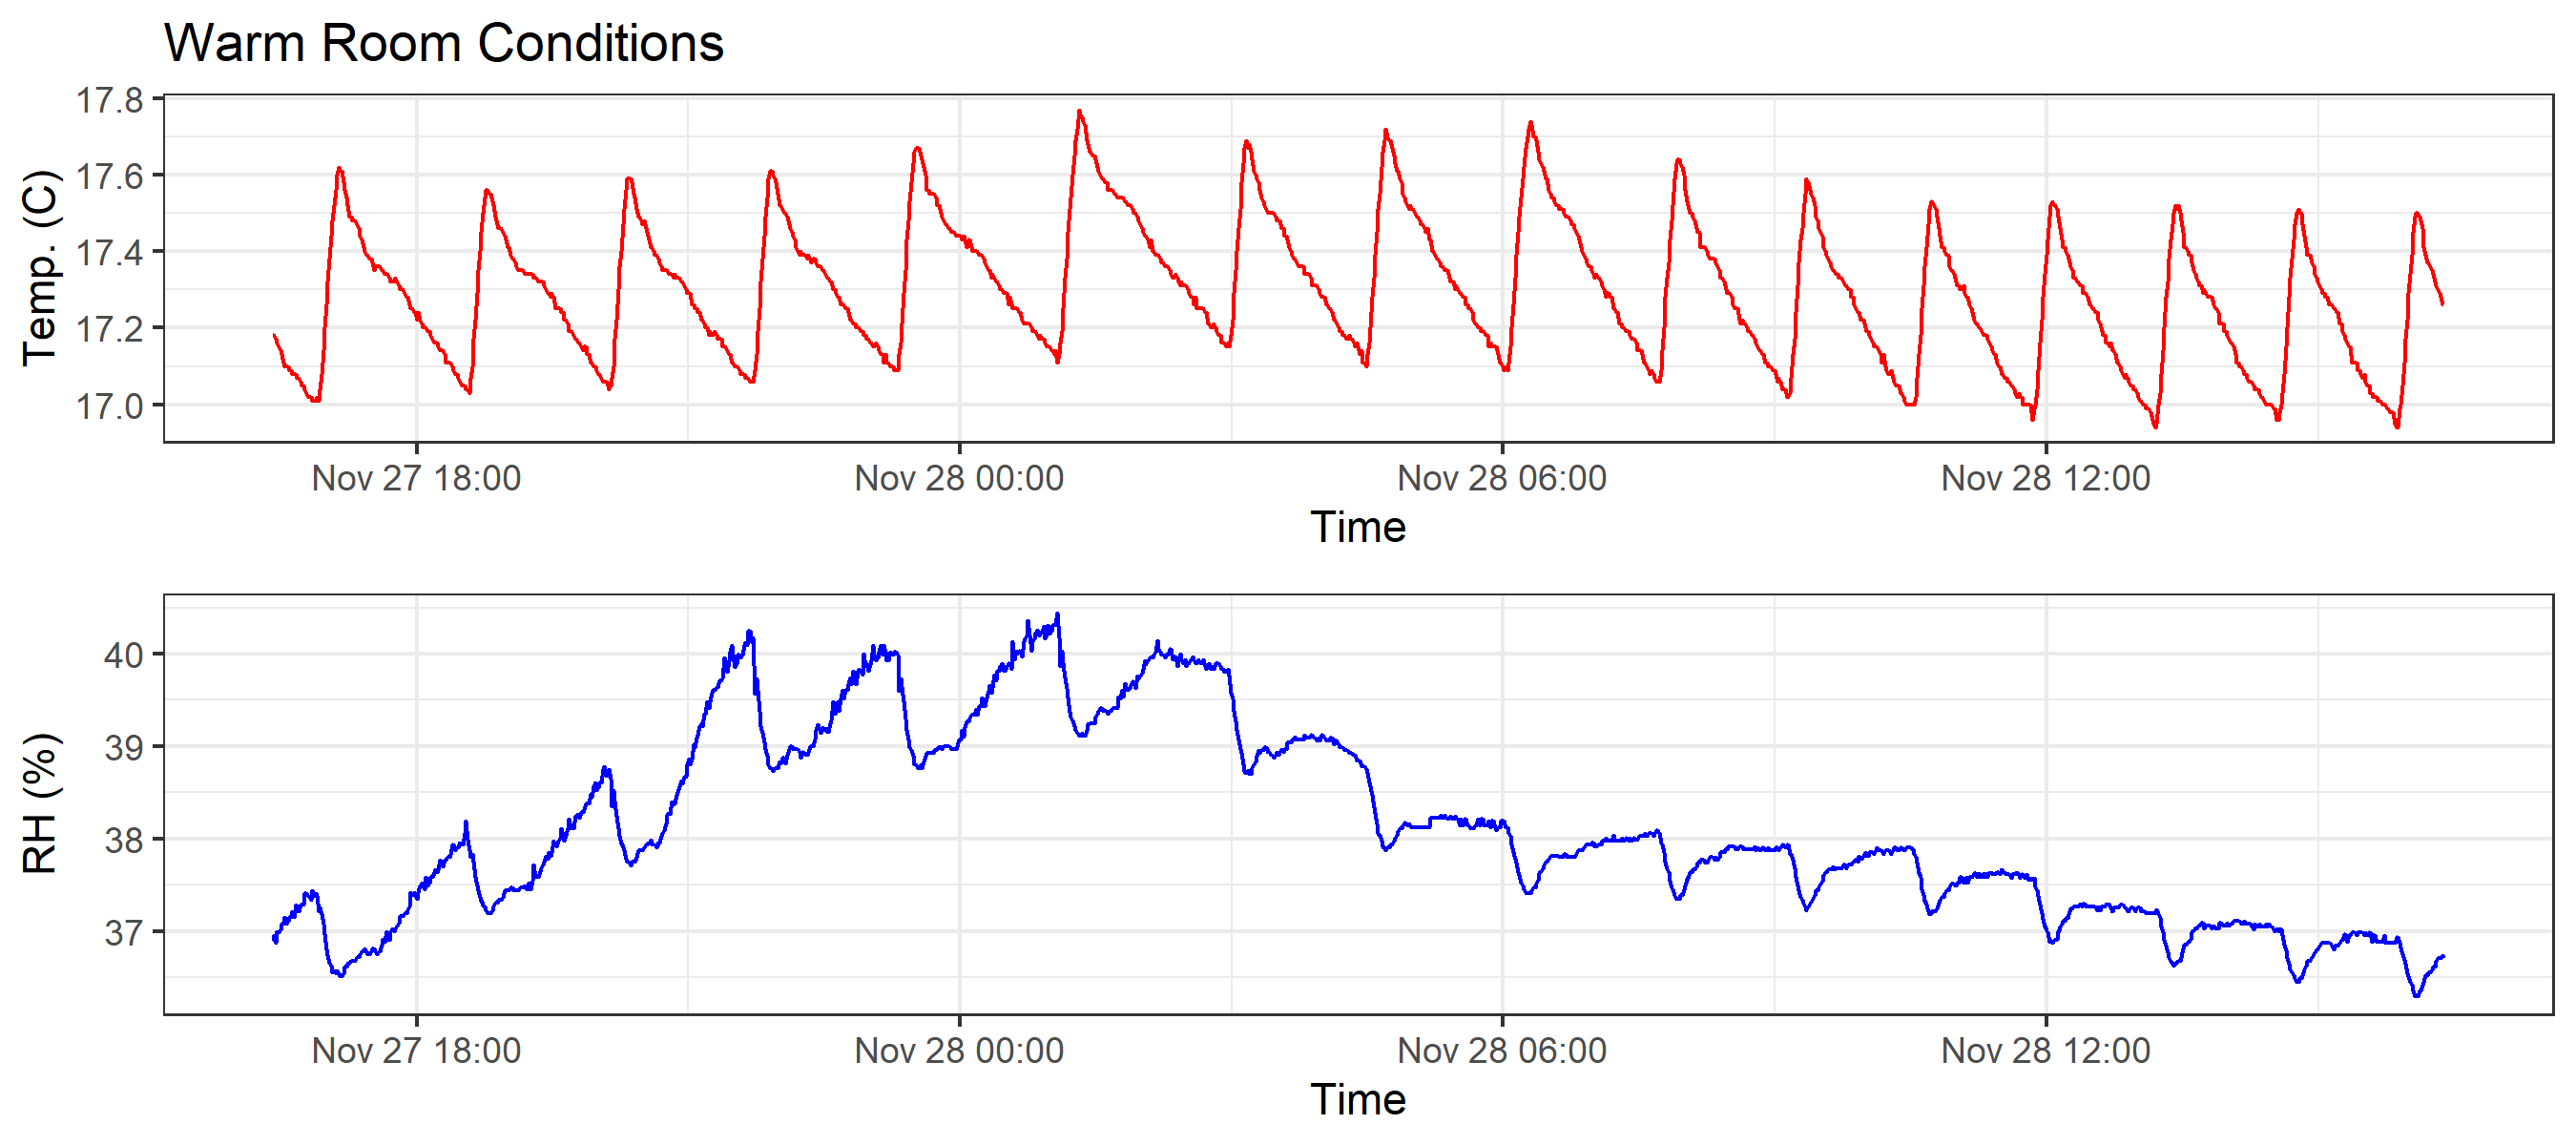 Warm Room Conditions
17.8
17.6
17.4
17.2
17.0
Temp. (C)
Nov 27 18:00 Nov 28 00:00 Nov 28 06:00 Nov 28 12:00
Time
40
39
38
37
RH (%)
Nov 27 18:00 Nov 28 00:00 Nov 28 06:00 Nov 28 12:00
Time